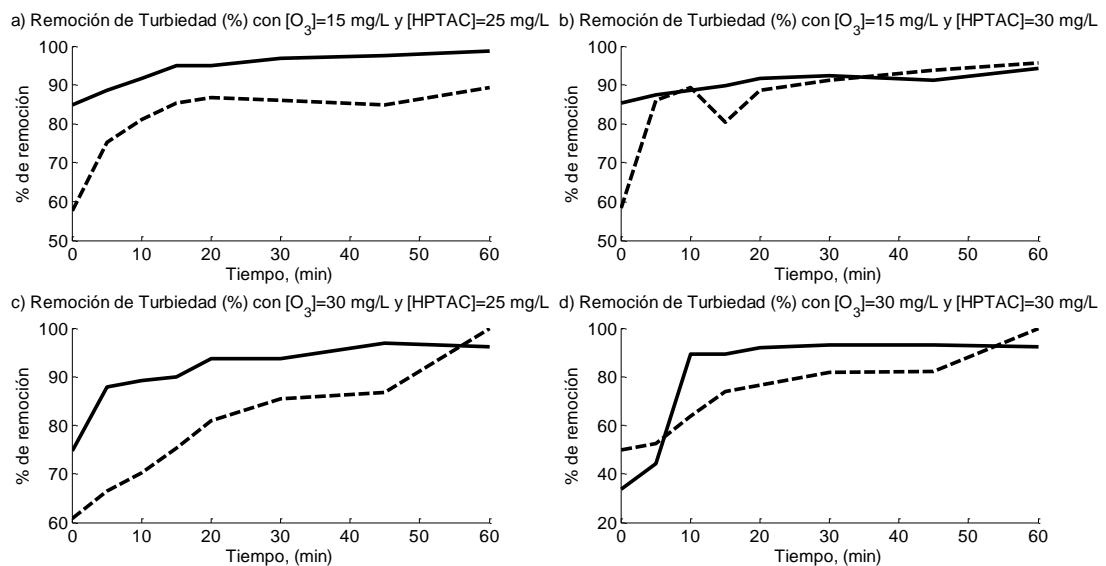 a) Remoción de Turbiedad (%) con [O3]=15 mg/L y [HPTAC]=25 mg/L
100
90
80
70
60
50
% de remoción
0 10 20 30 40 50 60
Tiempo, (min)
b) Remoción de Turbiedad (%) con [O3]=15 mg/L y [HPTAC]=30 mg/L
100
90
80
70
60
50
% de remoción
0 10 20 30 40 50 60
Tiempo, (min)
c) Remoción de Turbiedad (%) con [O3]=30 mg/L y [HPTAC]=25 mg/L
100
90
80
70
60
% de remoción
0 10 20 30 40 50 60
Tiempo, (min)
d) Remoción de Turbiedad (%) con [O3]=30 mg/L y [HPTAC]=30 mg/L
100
80
60
40
20
% de remoción
0 10 20 30 40 50 60
Tiempo, (min)